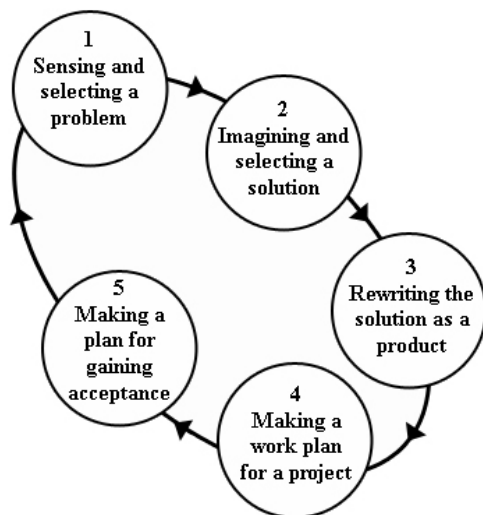 1
Sensing and
selecting a
problem
2
Imagining and
selecting a
solution
3
Rewriting the
solution as a
product
4
Making a
work plan
for a project
5
Making a
plan for
gaining
acceptance